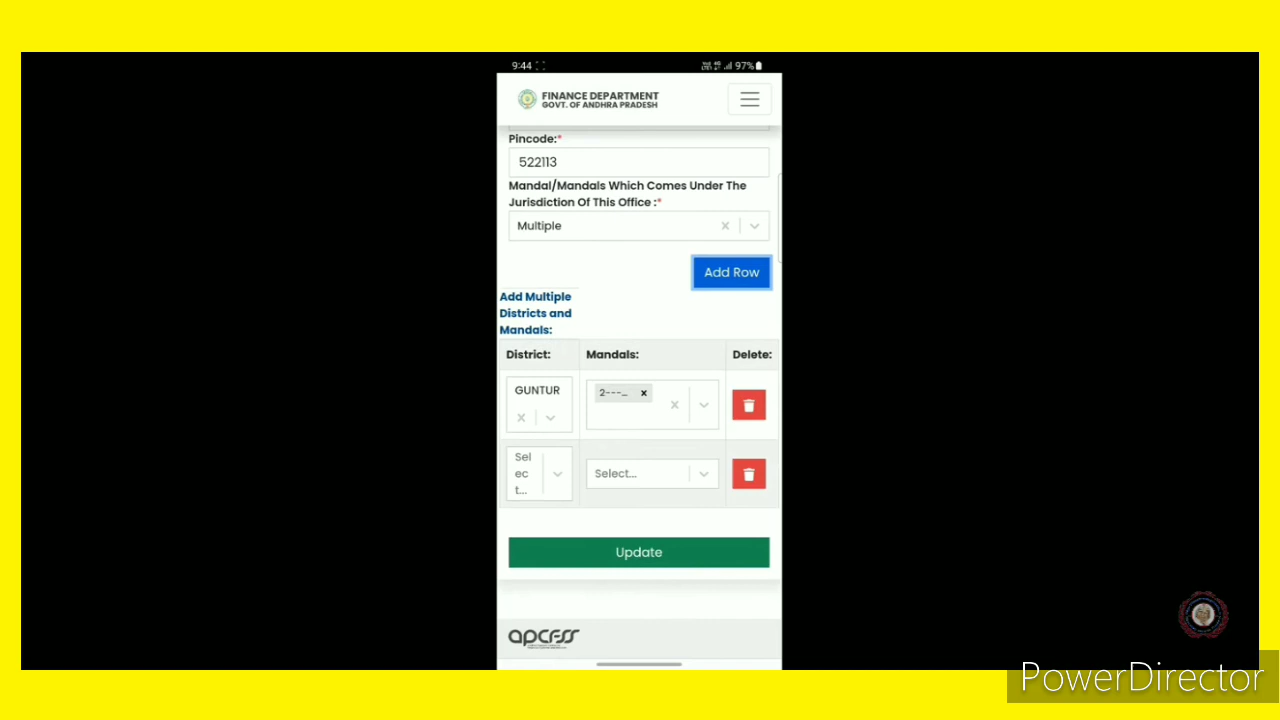 9:44
97%
FINANCE DEPARTMENT
GOVT. OF ANDHRA PRADESH
Pincode:*
522113
Mandal/Mandals Which Comes Under The
Jurisdiction Of This Office :*
Multiple
Add Row
Add Multiple
Districts and
Mandals:
District: Mandals: Delete:
GUNTUR
2---...
Sel
ec
t...
Select...
Update
apcfss
PowerDirector